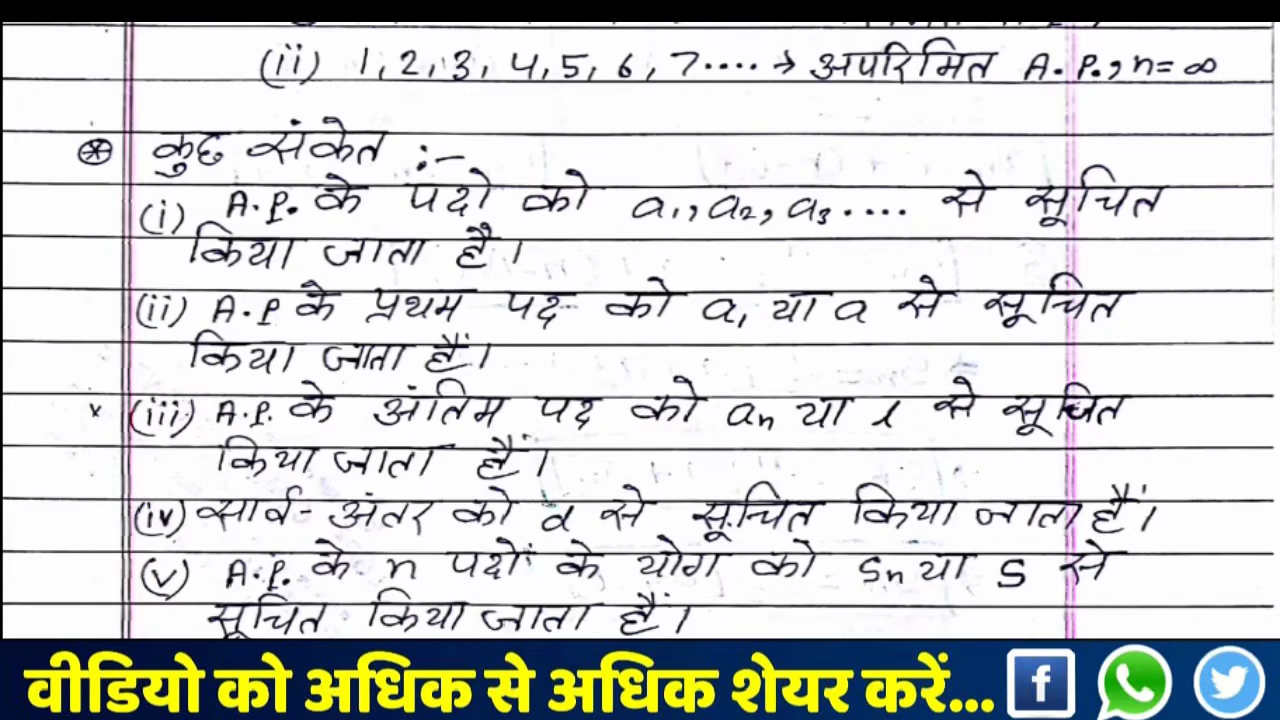 (ii) 1, 2, 3, 4, 5, 6, 7.... → अपरिमित A.P., n = ∞
कुछ संकेत :-
(i) A.P. के पदो को a₁, a₂, a₃.... से सूचित
किया जाता है।
(ii) A.P के प्रथम पद को a₁ या a से सूचित
किया जाता हैं।
x (iii) A.P. के अंतिम पद को aₙ या l से सूचित
किया जाता हैं।
(iv) सार्व-अंतर को d से सूचित किया जाता हैं।
(v) A.P. के n पदों के योग को Sₙ या S से
सूचित किया जाता हैं।
वीडियो को अधिक से अधिक शेयर करें...